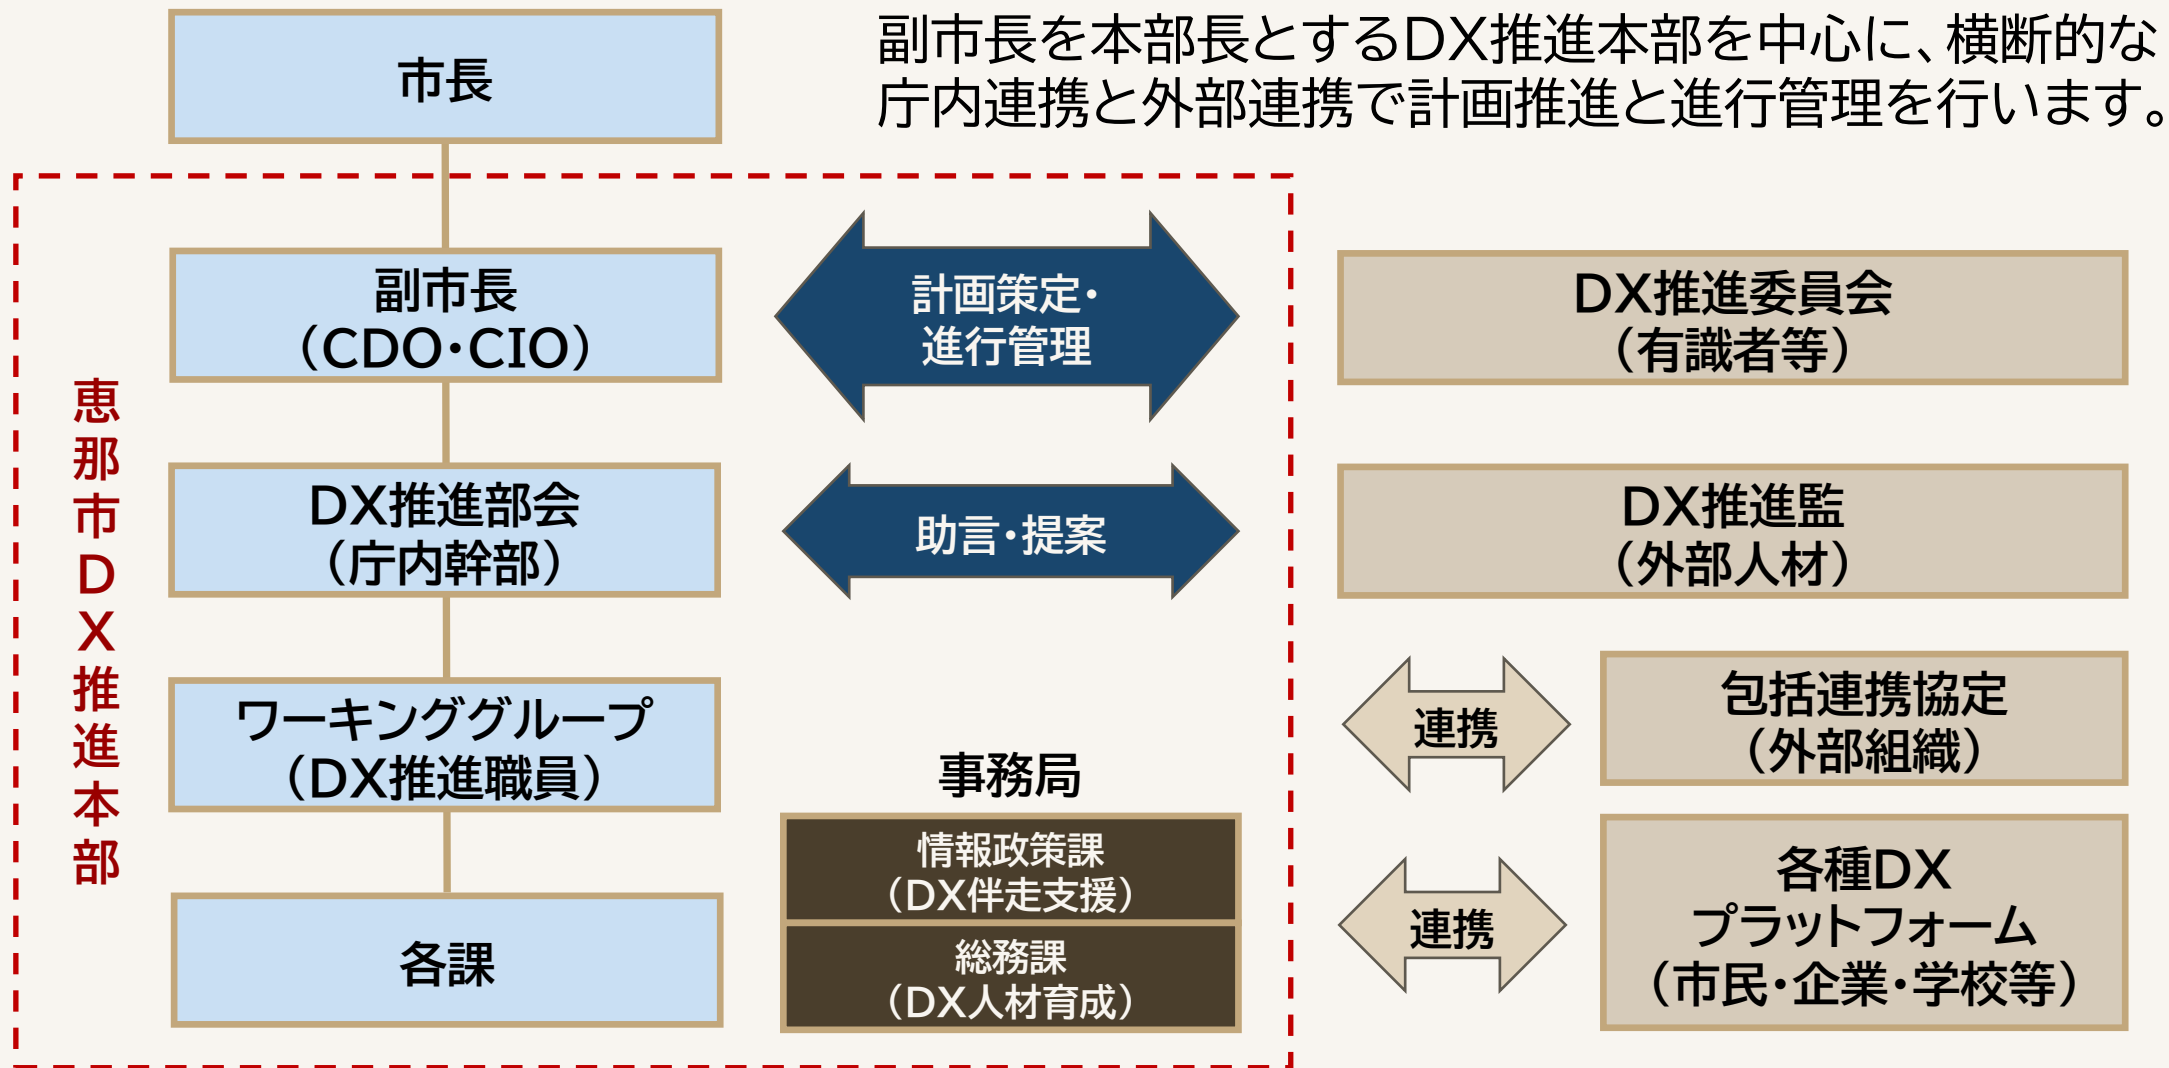 副市長を本部長とするDX推進本部を中心に、横断的な
庁内連携と外部連携で計画推進と進行管理を行います。
市長
恵那市DX推進本部
副市長
（CDO・CIO）
計画策定・
進行管理
DX推進委員会
（有識者等）
DX推進部会
（庁内幹部）
助言・提案
DX推進監
（外部人材）
ワーキンググループ
（DX推進職員）
連携
包括連携協定
（外部組織）
事務局
情報政策課
（DX伴走支援）
総務課
（DX人材育成）
各課
連携
各種DX
プラットフォーム
（市民・企業・学校等）